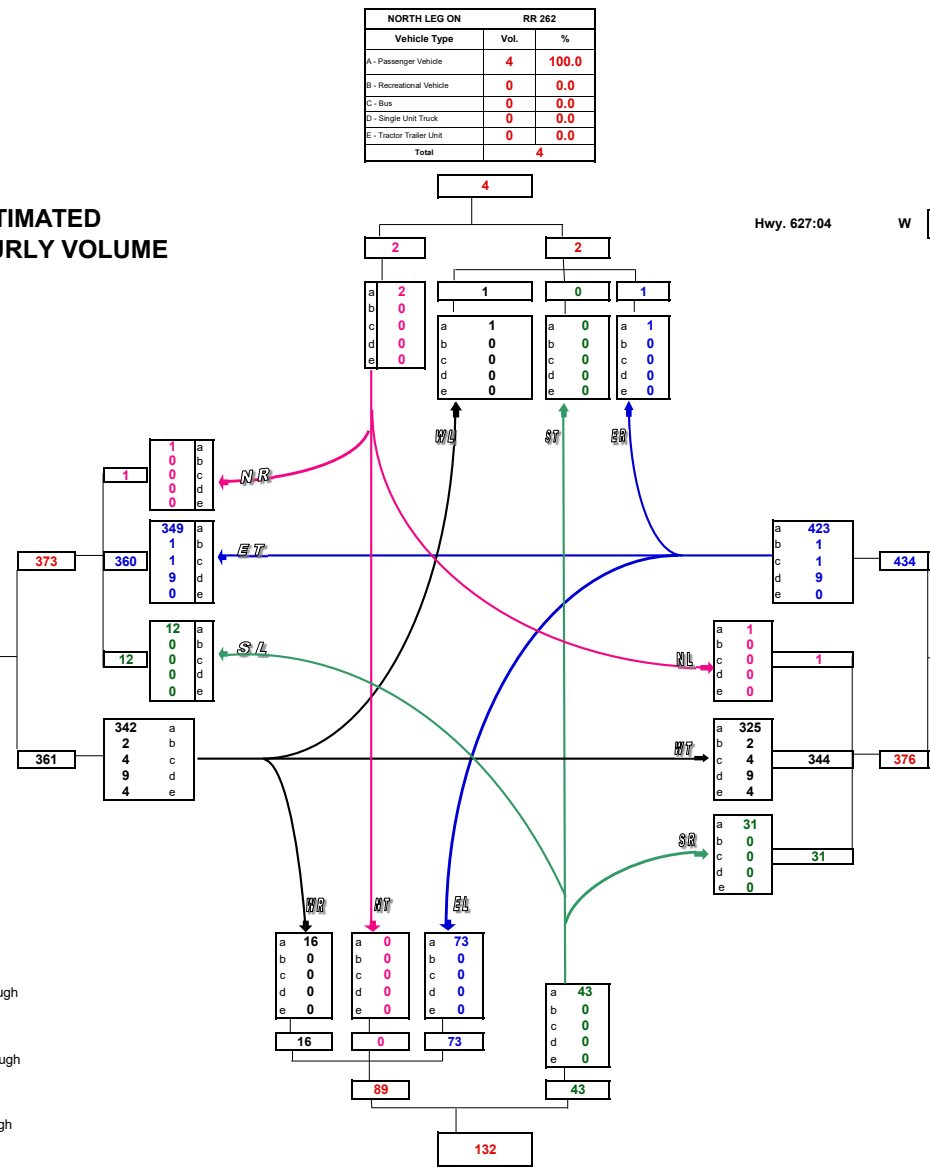 NORTH LEG ON RR 262
Vehicle Type Vol. %
A - Passenger Vehicle 4 100.0
B - Recreational Vehicle 0 0.0
C - Bus 0 0.0
D - Single Unit Truck 0 0.0
E - Tractor Trailer Unit 0 0.0
Total 4
4
TIMATED
URLY VOLUME
Hwy. 627:04 W
2 2
1 0 1
a 2
b 0
c 0
d 0
e 0
a 1
b 0
c 0
d 0
e 0
a 0
b 0
c 0
d 0
e 0
a 1
b 0
c 0
d 0
e 0
WL ST ER
1
1 a
0 b
0 c
0 d
0 e
NR
373 360
349 a
1 b
1 c
9 d
0 e
ET
a 423
b 1
c 1
d 9
e 0
434
12
12 a
0 b
0 c
0 d
0 e
SL
NL
a 1
b 0
c 0
d 0
e 0
1
361
342 a
2 b
4 c
9 d
4 e
WT
a 325
b 2
c 4
d 9
e 4
344 376
SR
a 31
b 0
c 0
d 0
e 0
31
WR NT EL
a 16
b 0
c 0
d 0
e 0
a 0
b 0
c 0
d 0
e 0
a 73
b 0
c 0
d 0
e 0
a 43
b 0
c 0
d 0
e 0
16 0 73
89 43
132
ugh
ugh
gh